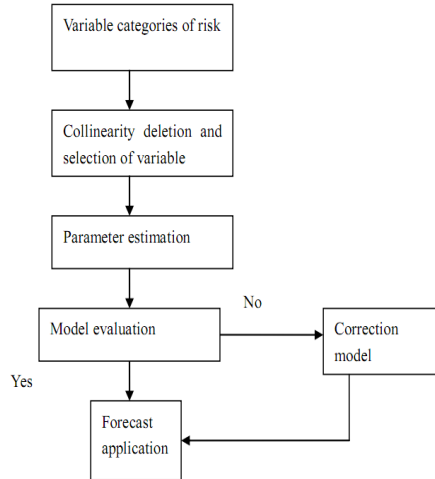 Variable categories of risk
Collinearity deletion and
selection of variable
Parameter estimation
No
Model evaluation
Correction
model
Yes
Forecast
application